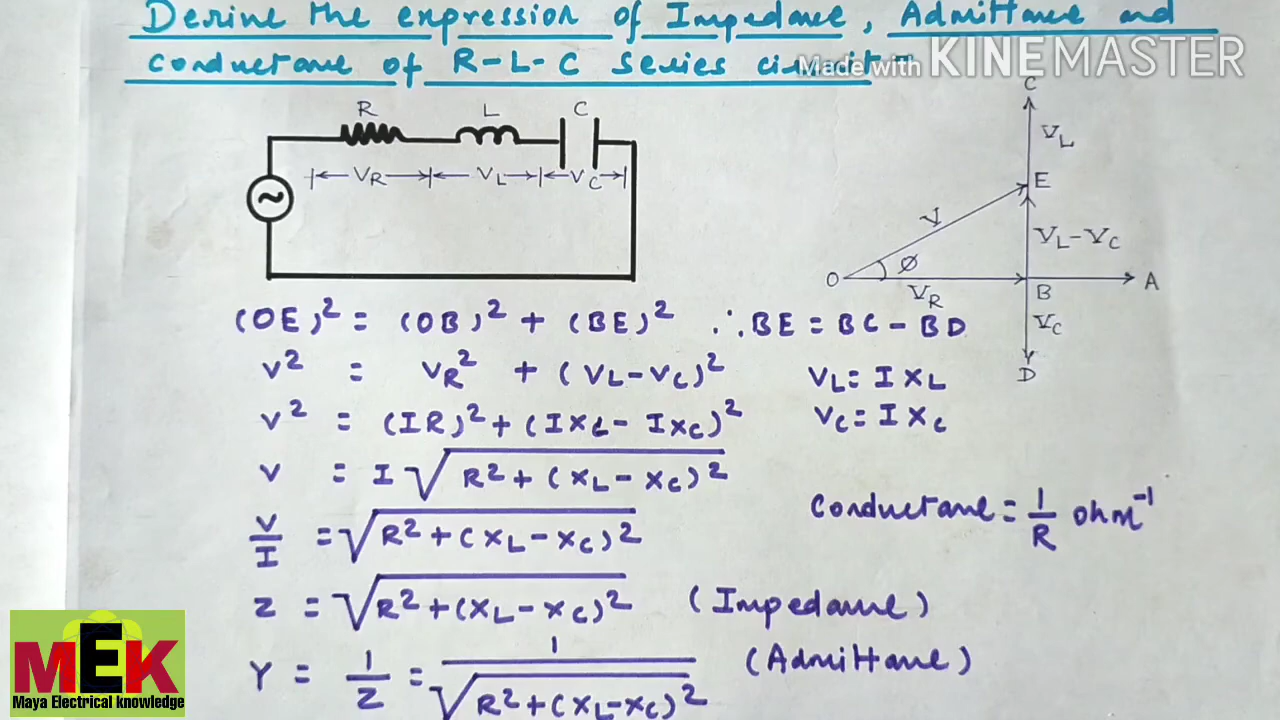 Derive the expression of Impedance, Admittance and
conductance of R-L-C series circuit-
Made with KINEMASTER
R L C
VR VL VC
~
C
VL
E
V
VL-VC
O Ø VR B A
VC
D
(OE)² = (OB)² + (BE)² ∴ BE = BC - BD
V² = VR² + (VL-VC)² VL = IXL
V² = (IR)² + (IXL - IXC)² VC = IXC
V = I√R² + (XL - XC)²
Conductance = 1/R ohm⁻¹
V/I = √R² + (XL - XC)²
Z = √R² + (XL - XC)² (Impedance)
Y = 1/Z = 1/√R² + (XL-XC)² (Admittance)
MEK
Maya Electrical knowledge